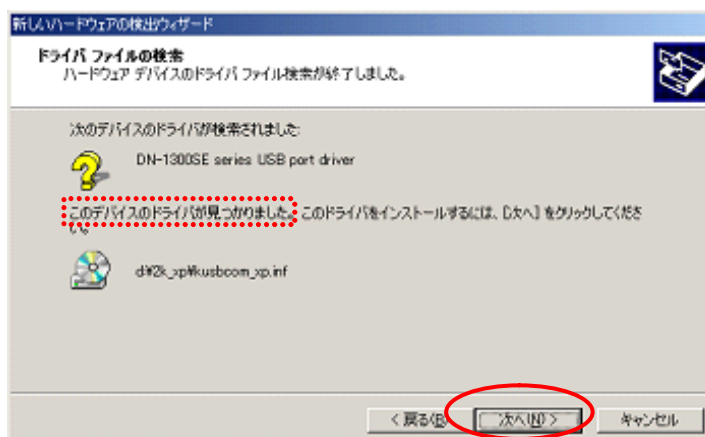 新しいハードウェアの検出ウィザード
ドライバ ファイルの検索
ハードウェア デバイスのドライバ ファイル検索が終了しました。
次のデバイスのドライバが検索されました:
DN-1300SE series USB port driver
このデバイスのドライバが見つかりました。このドライバをインストールするには、[次へ] をクリックしてくださ
い。
d:¥2k_xp¥kusbcom_xp.inf
< 戻る(B)
次へ(N) >
キャンセル